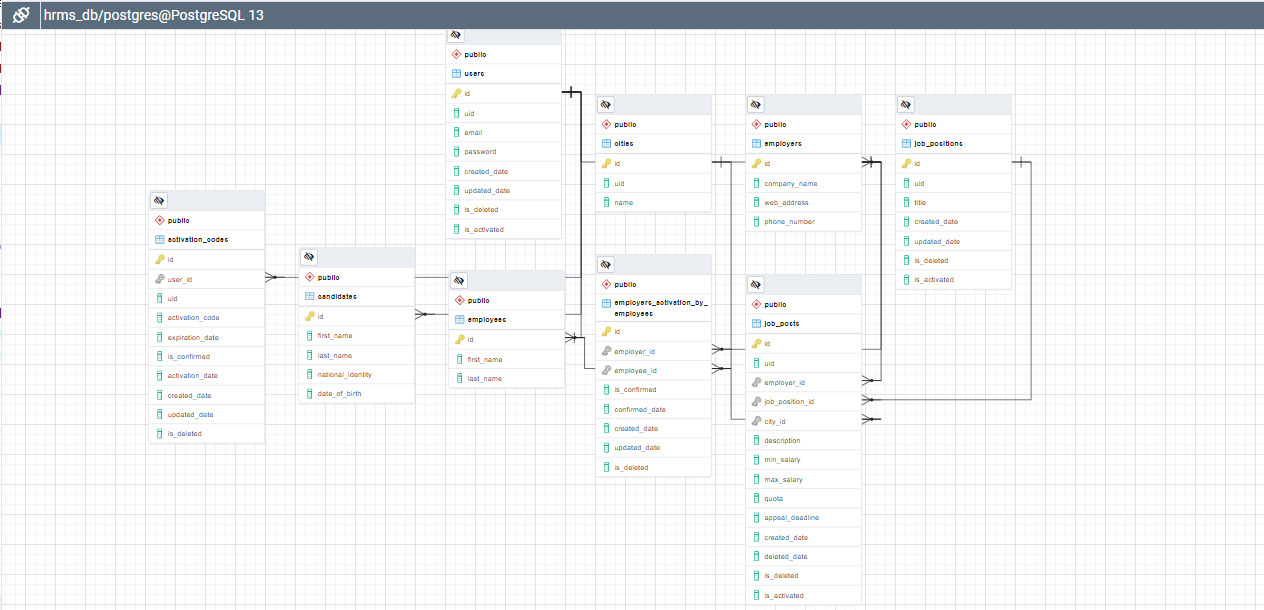 hrms_db/postgres@PostgreSQL 13
public
activation_codes
id
user_id
uid
activation_code
expiration_date
is_confirmed
activation_date
created_date
updated_date
is_deleted
public
candidates
id
first_name
last_name
national_identity
date_of_birth
public
users
id
uid
email
password
created_date
updated_date
is_deleted
is_activated
public
employees
id
first_name
last_name
public
cities
id
uid
name
public
employers_activation_by_
employees
id
employer_id
employee_id
is_confirmed
confirmed_date
created_date
updated_date
is_deleted
public
employers
id
company_name
web_address
phone_number
public
job_posts
id
uid
employer_id
job_position_id
city_id
description
min_salary
max_salary
quota
appeal_deadline
created_date
deleted_date
is_deleted
is_activated
public
job_positions
id
uid
title
created_date
updated_date
is_deleted
is_activated